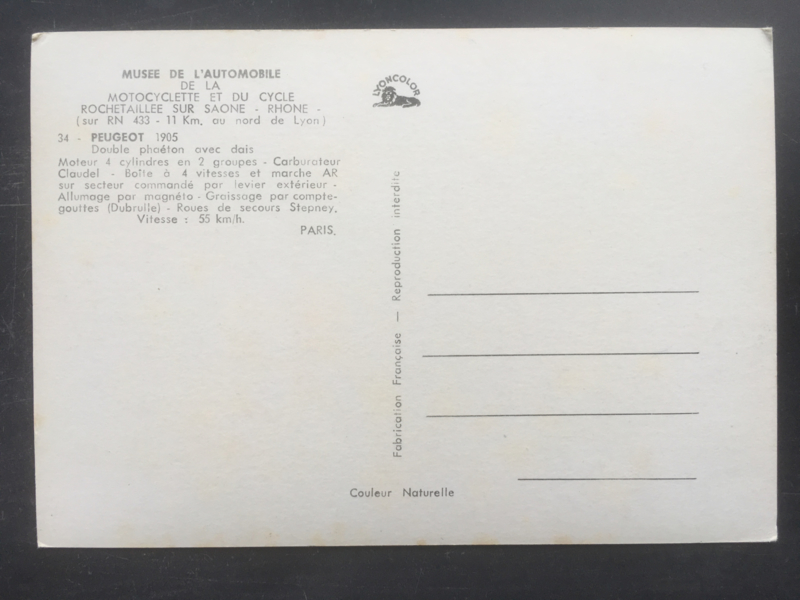 MUSEE DE L'AUTOMOBILE
DE LA
MOTOCYCLETTE ET DU CYCLE
ROCHETAILLEE SUR SAONE - RHONE -
(sur RN 433 - 11 Km. au nord de Lyon)
34 - PEUGEOT 1905
Double phaéton avec dais
Moteur 4 cylindres en 2 groupes - Carburateur
Claudel - Boîte à 4 vitesses et marche AR
sur secteur commandé par levier extérieur -
Allumage par magnéto - Graissage par compte-
gouttes (Dubrulle) - Roues de secours Stepney.
Vitesse : 55 km/h.
PARIS.
LYONCOLOR
Fabrication Française — Reproduction interdite
Couleur Naturelle